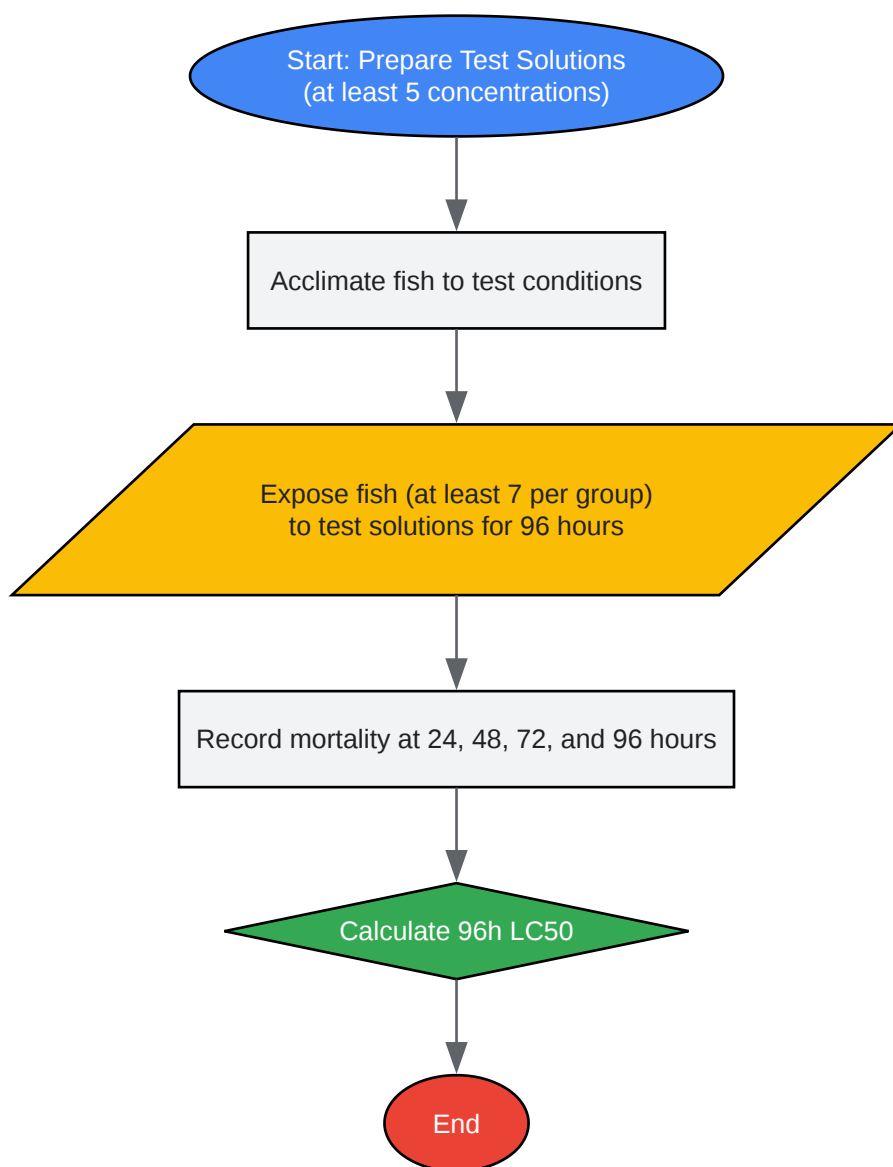 Start: Prepare Test Solutions
(at least 5 concentrations)
Acclimate fish to test conditions
Expose fish (at least 7 per group)
to test solutions for 96 hours
Record mortality at 24, 48, 72, and 96 hours
Calculate 96h LC50
End